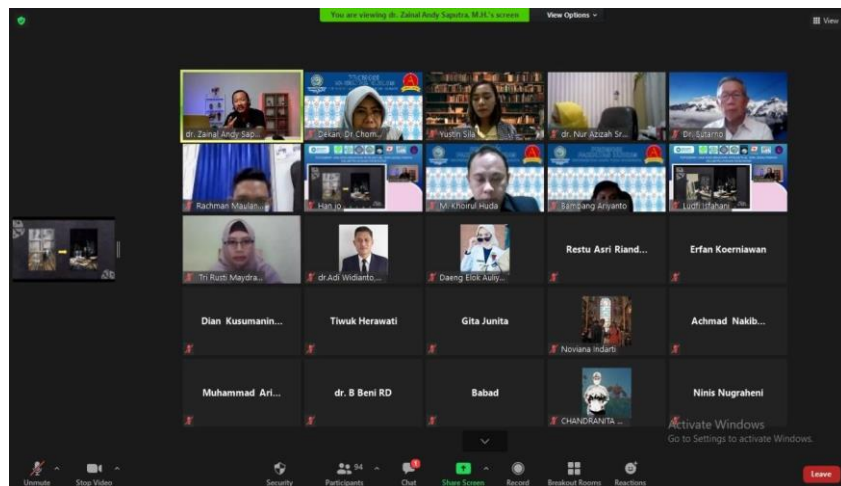 You are viewing dr. Zainal Andy Saputra, M.H.'s screen
View Options
View
dr. Zainal Andy Sap...
Dekan, Dr Chom...
Yustin Sila
dr. Nur Azizah Sr...
Dr. Sutarno
Rachman Maulan...
Han jo
M. Khoirul Huda
Bambang Ariyanto
Ludfi Isfahani
Tri Rusti Maydra...
dr.Adi Widianto,...
Daeng Elok Auliy...
Restu Asri Riand...
Erfan Koerniawan
Dian Kusumanin...
Tiwuk Herawati
Gita Junita
Noviana Indarti
Achmad Nakib...
Muhammad Ari...
dr. B Beni RD
Babad
CHANDRANITA ...
Ninis Nugraheni
Activate Windows
Go to Settings to activate Windows.
Unmute
Stop Video
Security
94
Participants
1
Chat
Share Screen
Record
Breakout Rooms
Reactions
Leave